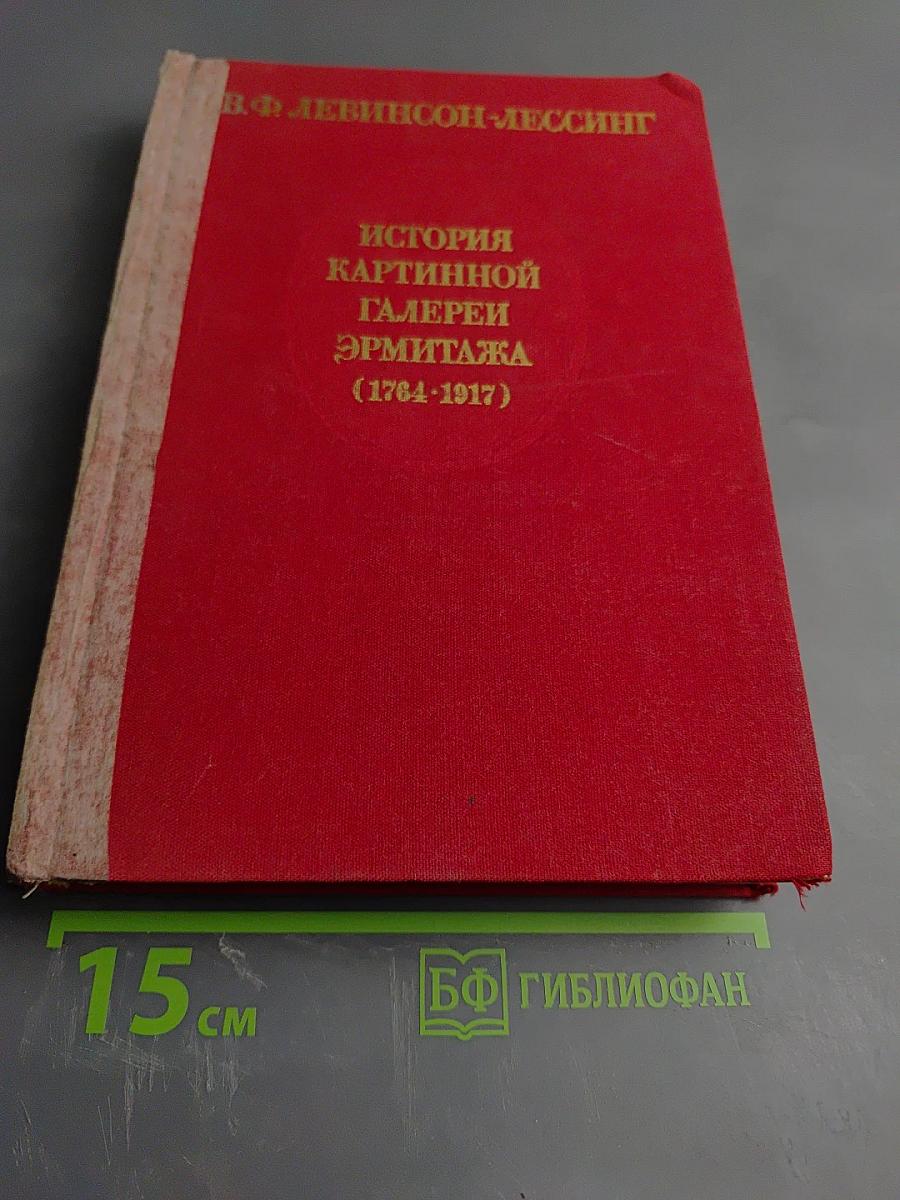 В.Ф. ЛЕВИНСОН-ЛЕССИНГ
ИСТОРИЯ
КАРТИННОЙ
ГАЛЕРЕИ
ЭРМИТАЖА
(1764·1917)
15 см
БФ ГИБЛИОФАН